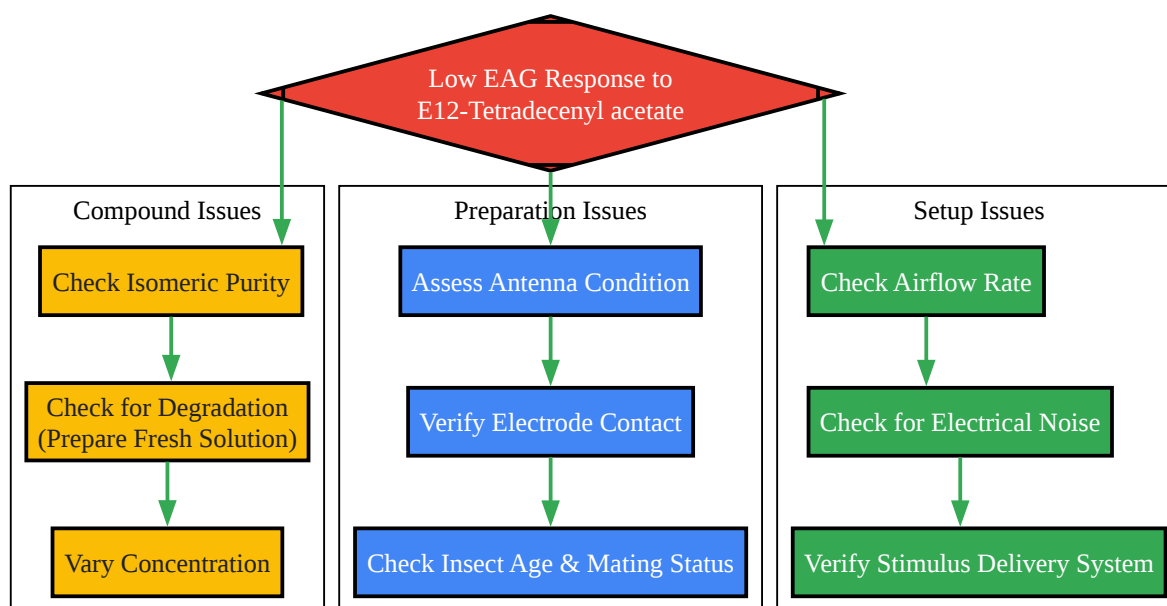 Low EAG Response to
E12-Tetradecenyl acetate
Compound Issues
Check Isomeric Purity
Check for Degradation
(Prepare Fresh Solution)
Vary Concentration
Preparation Issues
Assess Antenna Condition
Verify Electrode Contact
Check Insect Age & Mating Status
Setup Issues
Check Airflow Rate
Check for Electrical Noise
Verify Stimulus Delivery System